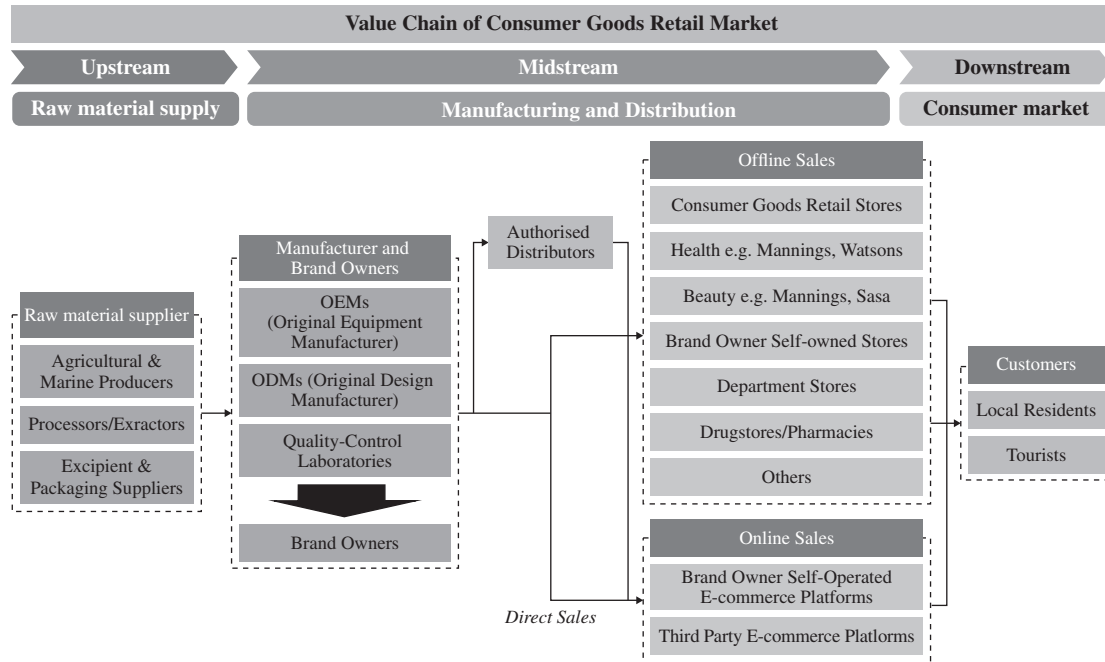 Value Chain of Consumer Goods Retail Market
Upstream
Midstream
Downstream
Raw material supply
Manufacturing and Distribution
Consumer market
Raw material supplier
Agricultural &
Marine Producers
Processors/Exractors
Excipient &
Packaging Suppliers
Manufacturer and
Brand Owners
OEMs
(Original Equipment
Manufacturer)
ODMs (Original Design
Manufacturer)
Quality-Control
Laboratories
Brand Owners
Authorised
Distributors
Direct Sales
Offline Sales
Consumer Goods Retail Stores
Health e.g. Mannings, Watsons
Beauty e.g. Mannings, Sasa
Brand Owner Self-owned Stores
Department Stores
Drugstores/Pharmacies
Others
Online Sales
Brand Owner Self-Operated
E-commerce Platforms
Third Party E-commerce Platlorms
Customers
Local Residents
Tourists